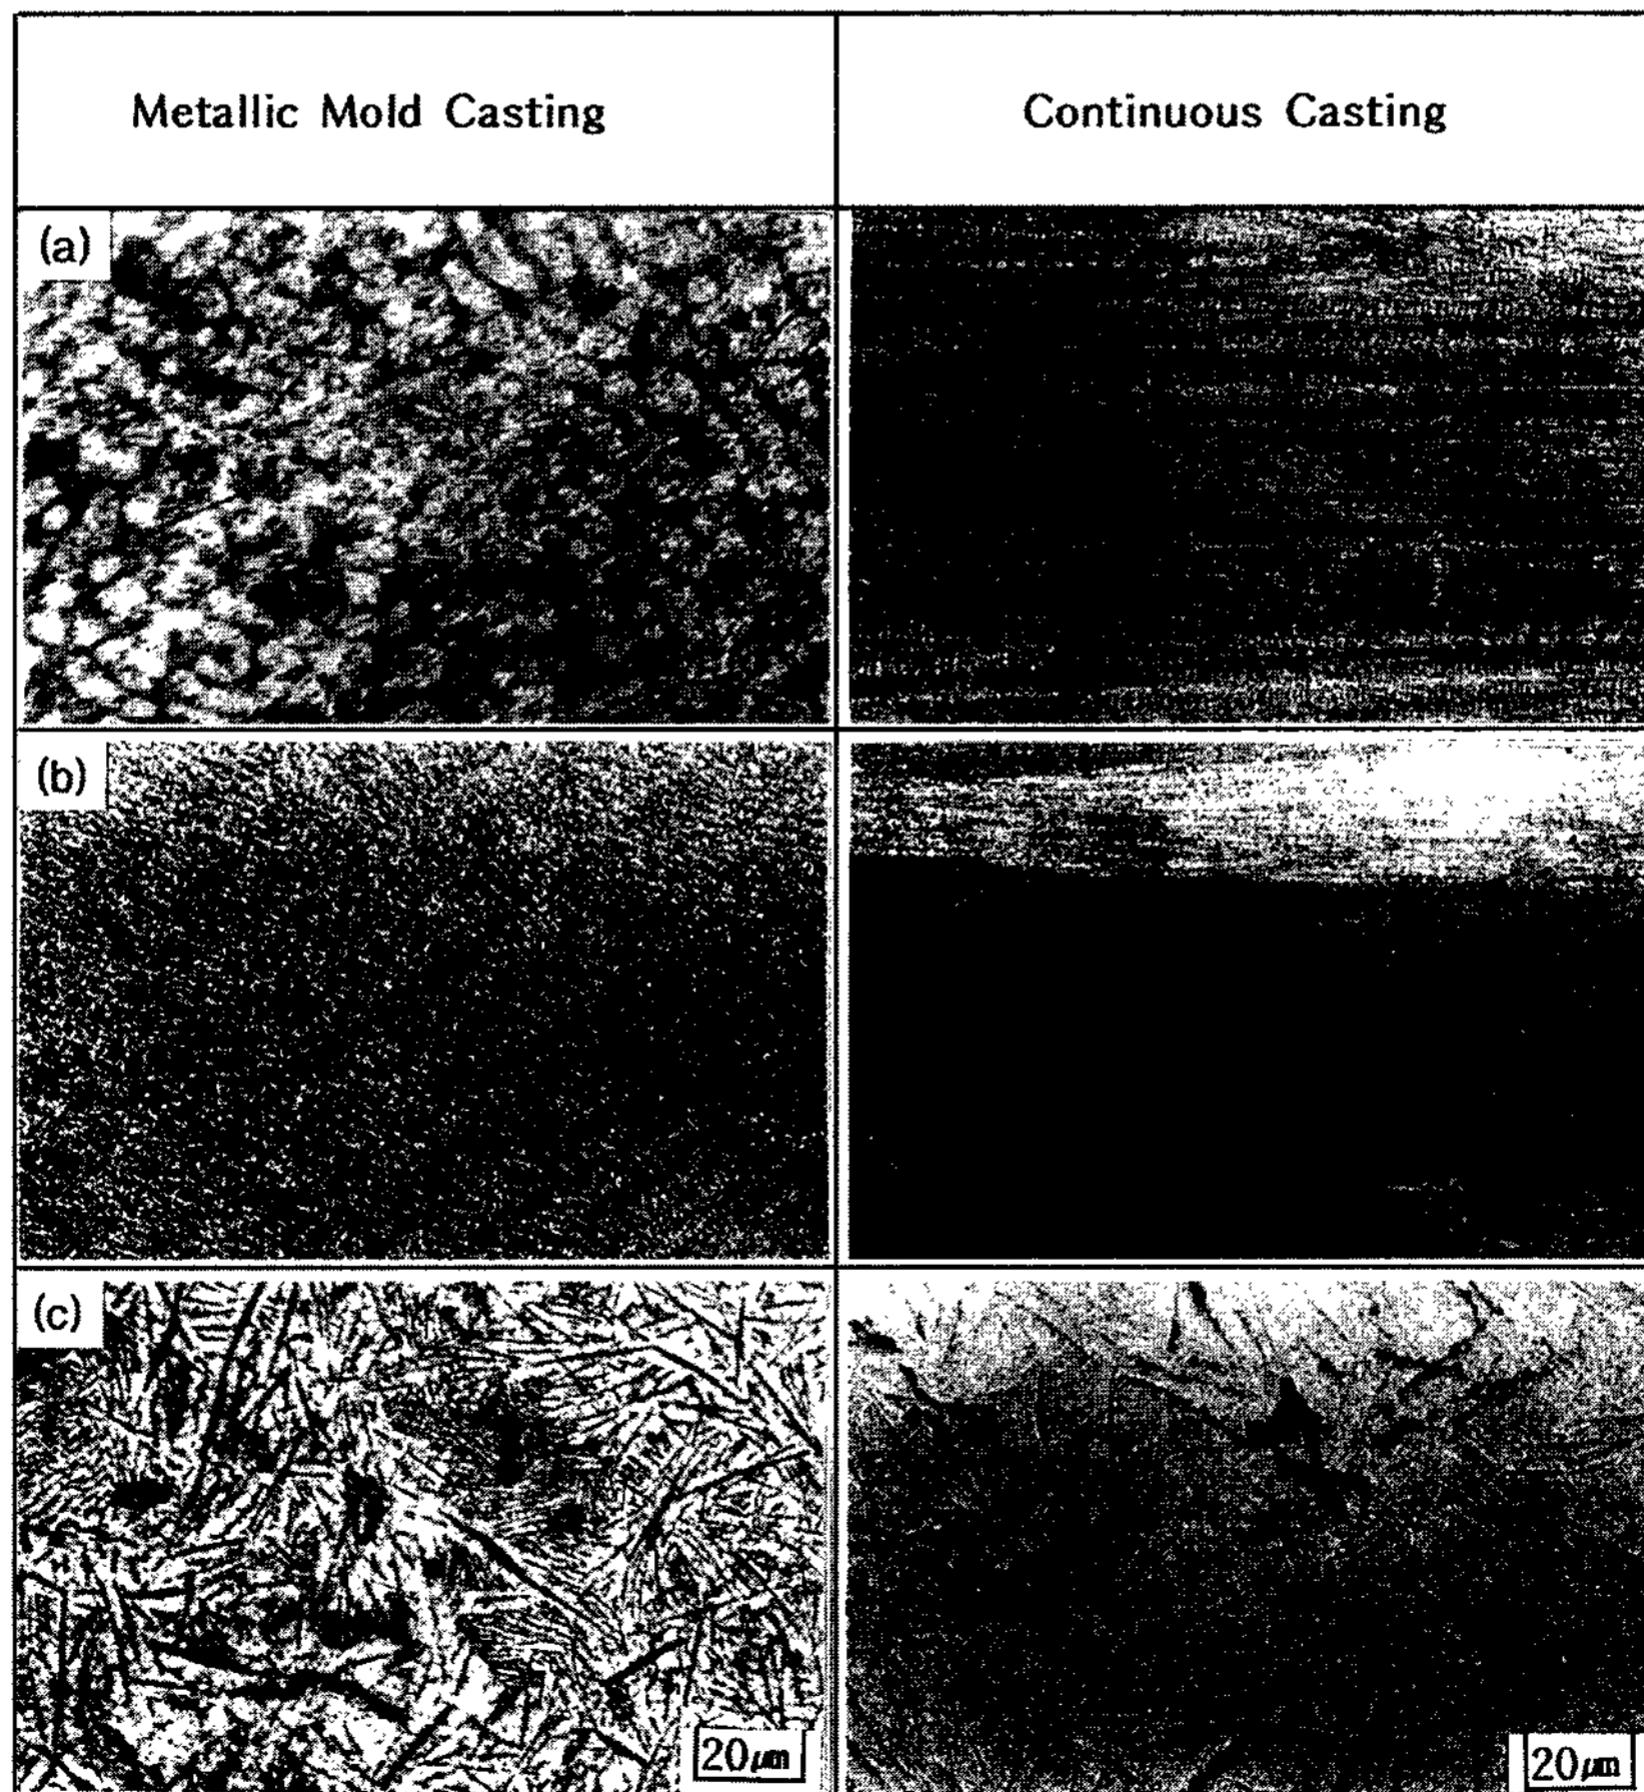 Metallic Mold Casting
Continuous Casting
(a)
(b)
(c)
20μm
20μm